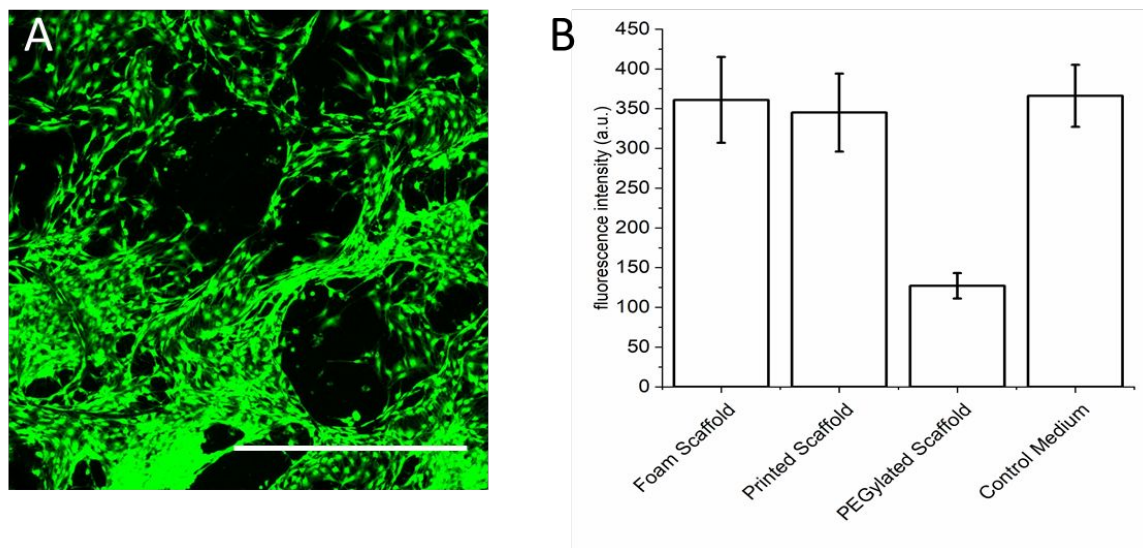 A
B
fluorescence intensity (a.u.)
450
400
350
300
250
200
150
100
50
0
Foam Scaffold
Printed Scaffold
PEGylated Scaffold
Control Medium